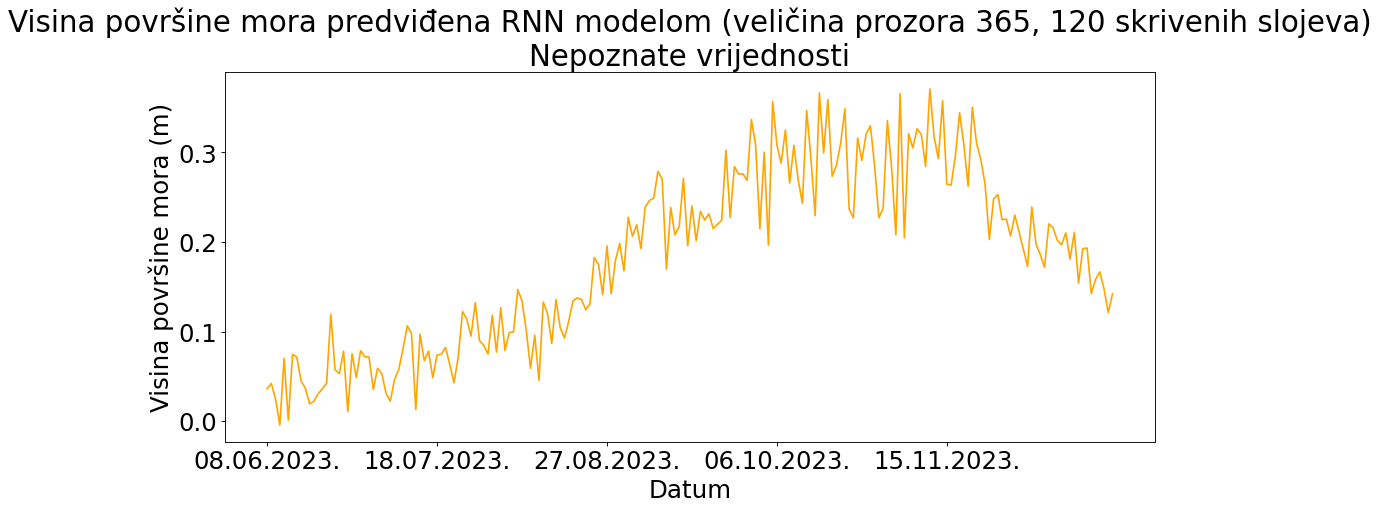 Visina površine mora predviđena RNN modelom (veličina prozora 365, 120 skrivenih slojeva)
Nepoznate vrijednosti
Visina površine mora (m)
0.3
0.2
0.1
0.0
08.06.2023. 18.07.2023. 27.08.2023. 06.10.2023. 15.11.2023.
Datum